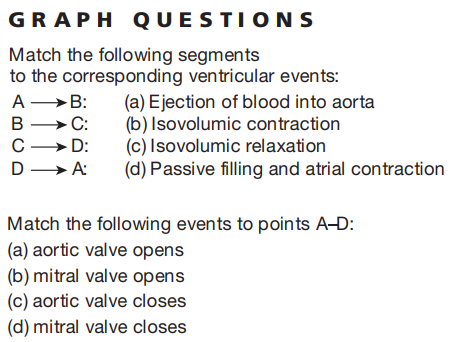 GRAPH QUESTIONS
Match the following segments
to the corresponding ventricular events:
A → B: (a) Ejection of blood into aorta
B → C: (b) Isovolumic contraction
C → D: (c) Isovolumic relaxation
D → A: (d) Passive filling and atrial contraction
Match the following events to points A–D:
(a) aortic valve opens
(b) mitral valve opens
(c) aortic valve closes
(d) mitral valve closes